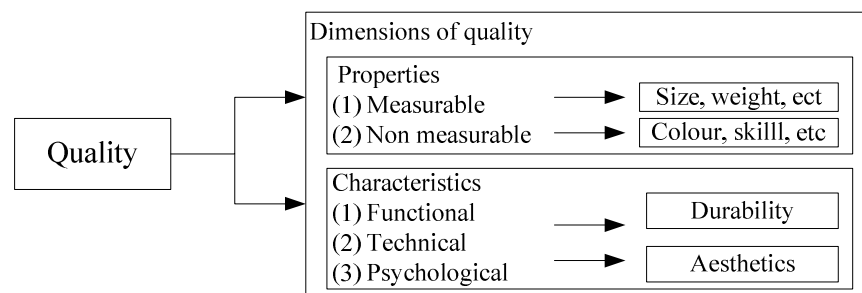 Dimensions of quality
Properties
(1) Measurable
Size, weight, ect
(2) Non measurable
Colour, skilll, etc
Quality
Characteristics
(1) Functional
Durability
(2) Technical
(3) Psychological
Aesthetics